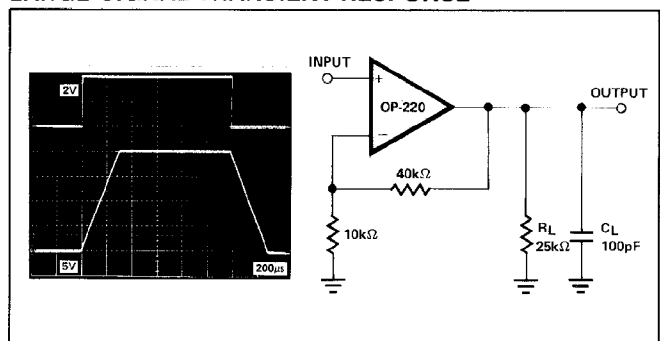 LARGE-SIGNAL TRANSIENT RESPONSE
2V
5V
200µs
INPUT
+
OP-220
−
OUTPUT
40kΩ
10kΩ
RL
25kΩ
CL
100pF